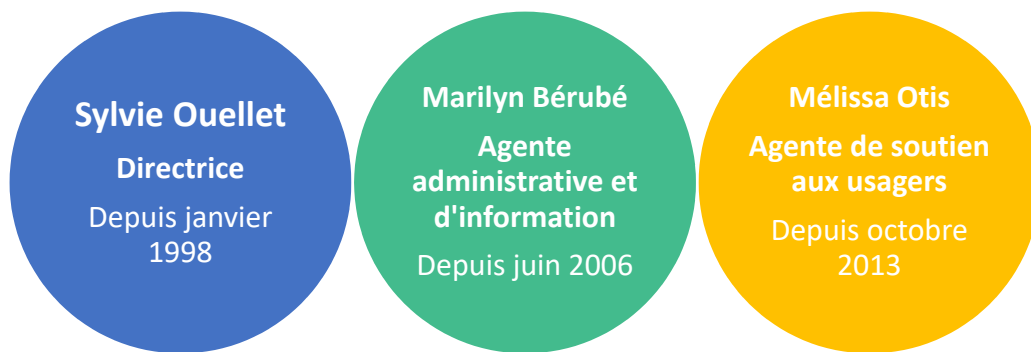 Sylvie Ouellet
Directrice
Depuis janvier
1998
Marilyn Bérubé
Agente
administrative et
d'information
Depuis juin 2006
Mélissa Otis
Agente de soutien
aux usagers
Depuis octobre
2013